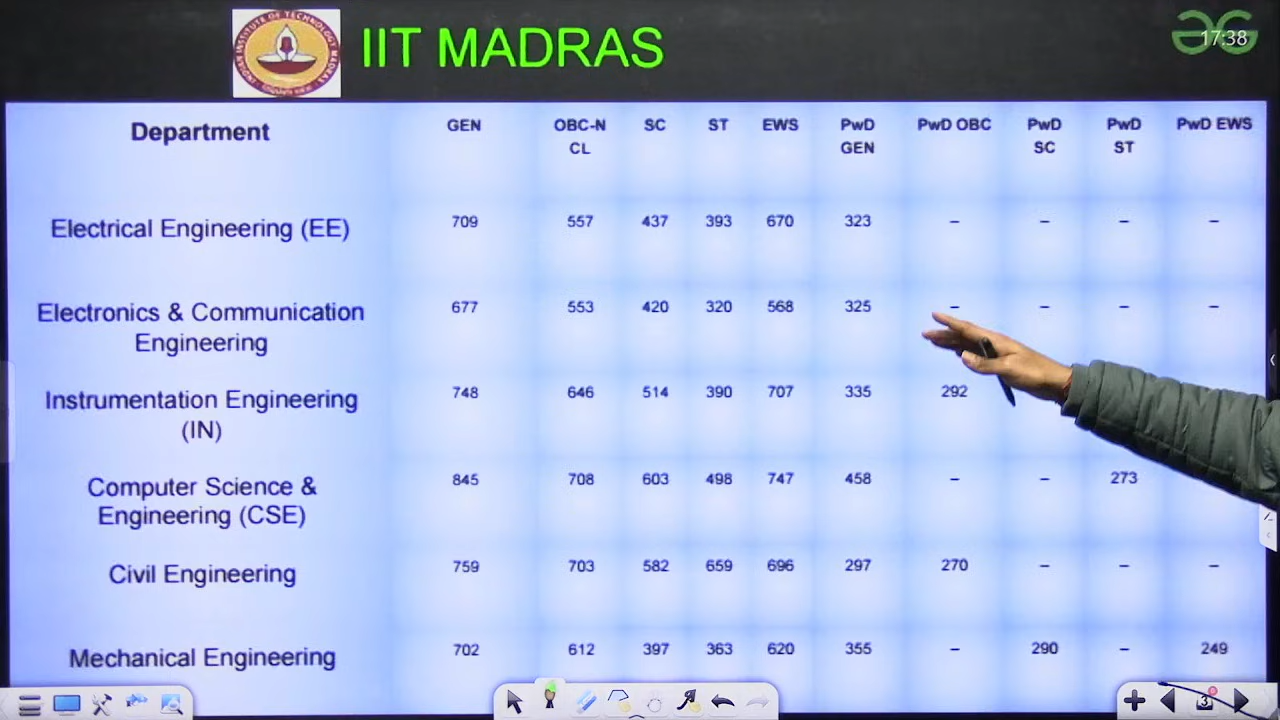 IIT MADRAS
17:38
Department GEN OBC-N SC ST EWS PwD PwD OBC PwD PwD PwD EWS
CL GEN SC ST
Electrical Engineering (EE) 709 557 437 393 670 323 – – – –
Electronics & Communication 677 553 420 320 568 325 – – – –
Engineering
Instrumentation Engineering 748 646 514 390 707 335 292
(IN)
Computer Science & 845 708 603 498 747 458 – – 273
Engineering (CSE)
Civil Engineering 759 703 582 659 696 297 270 – – –
Mechanical Engineering 702 612 397 363 620 355 – 290 – 249
3